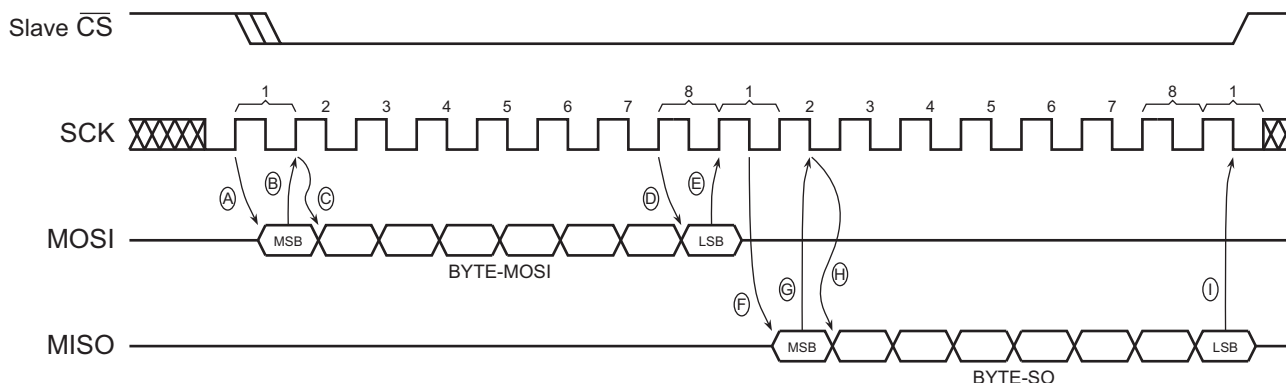 Slave CS
1 2 3 4 5 6 7 8 1 2 3 4 5 6 7 8 1
SCK
A B C D E
MOSI MSB LSB
BYTE-MOSI
F G H I
MISO MSB LSB
BYTE-SO